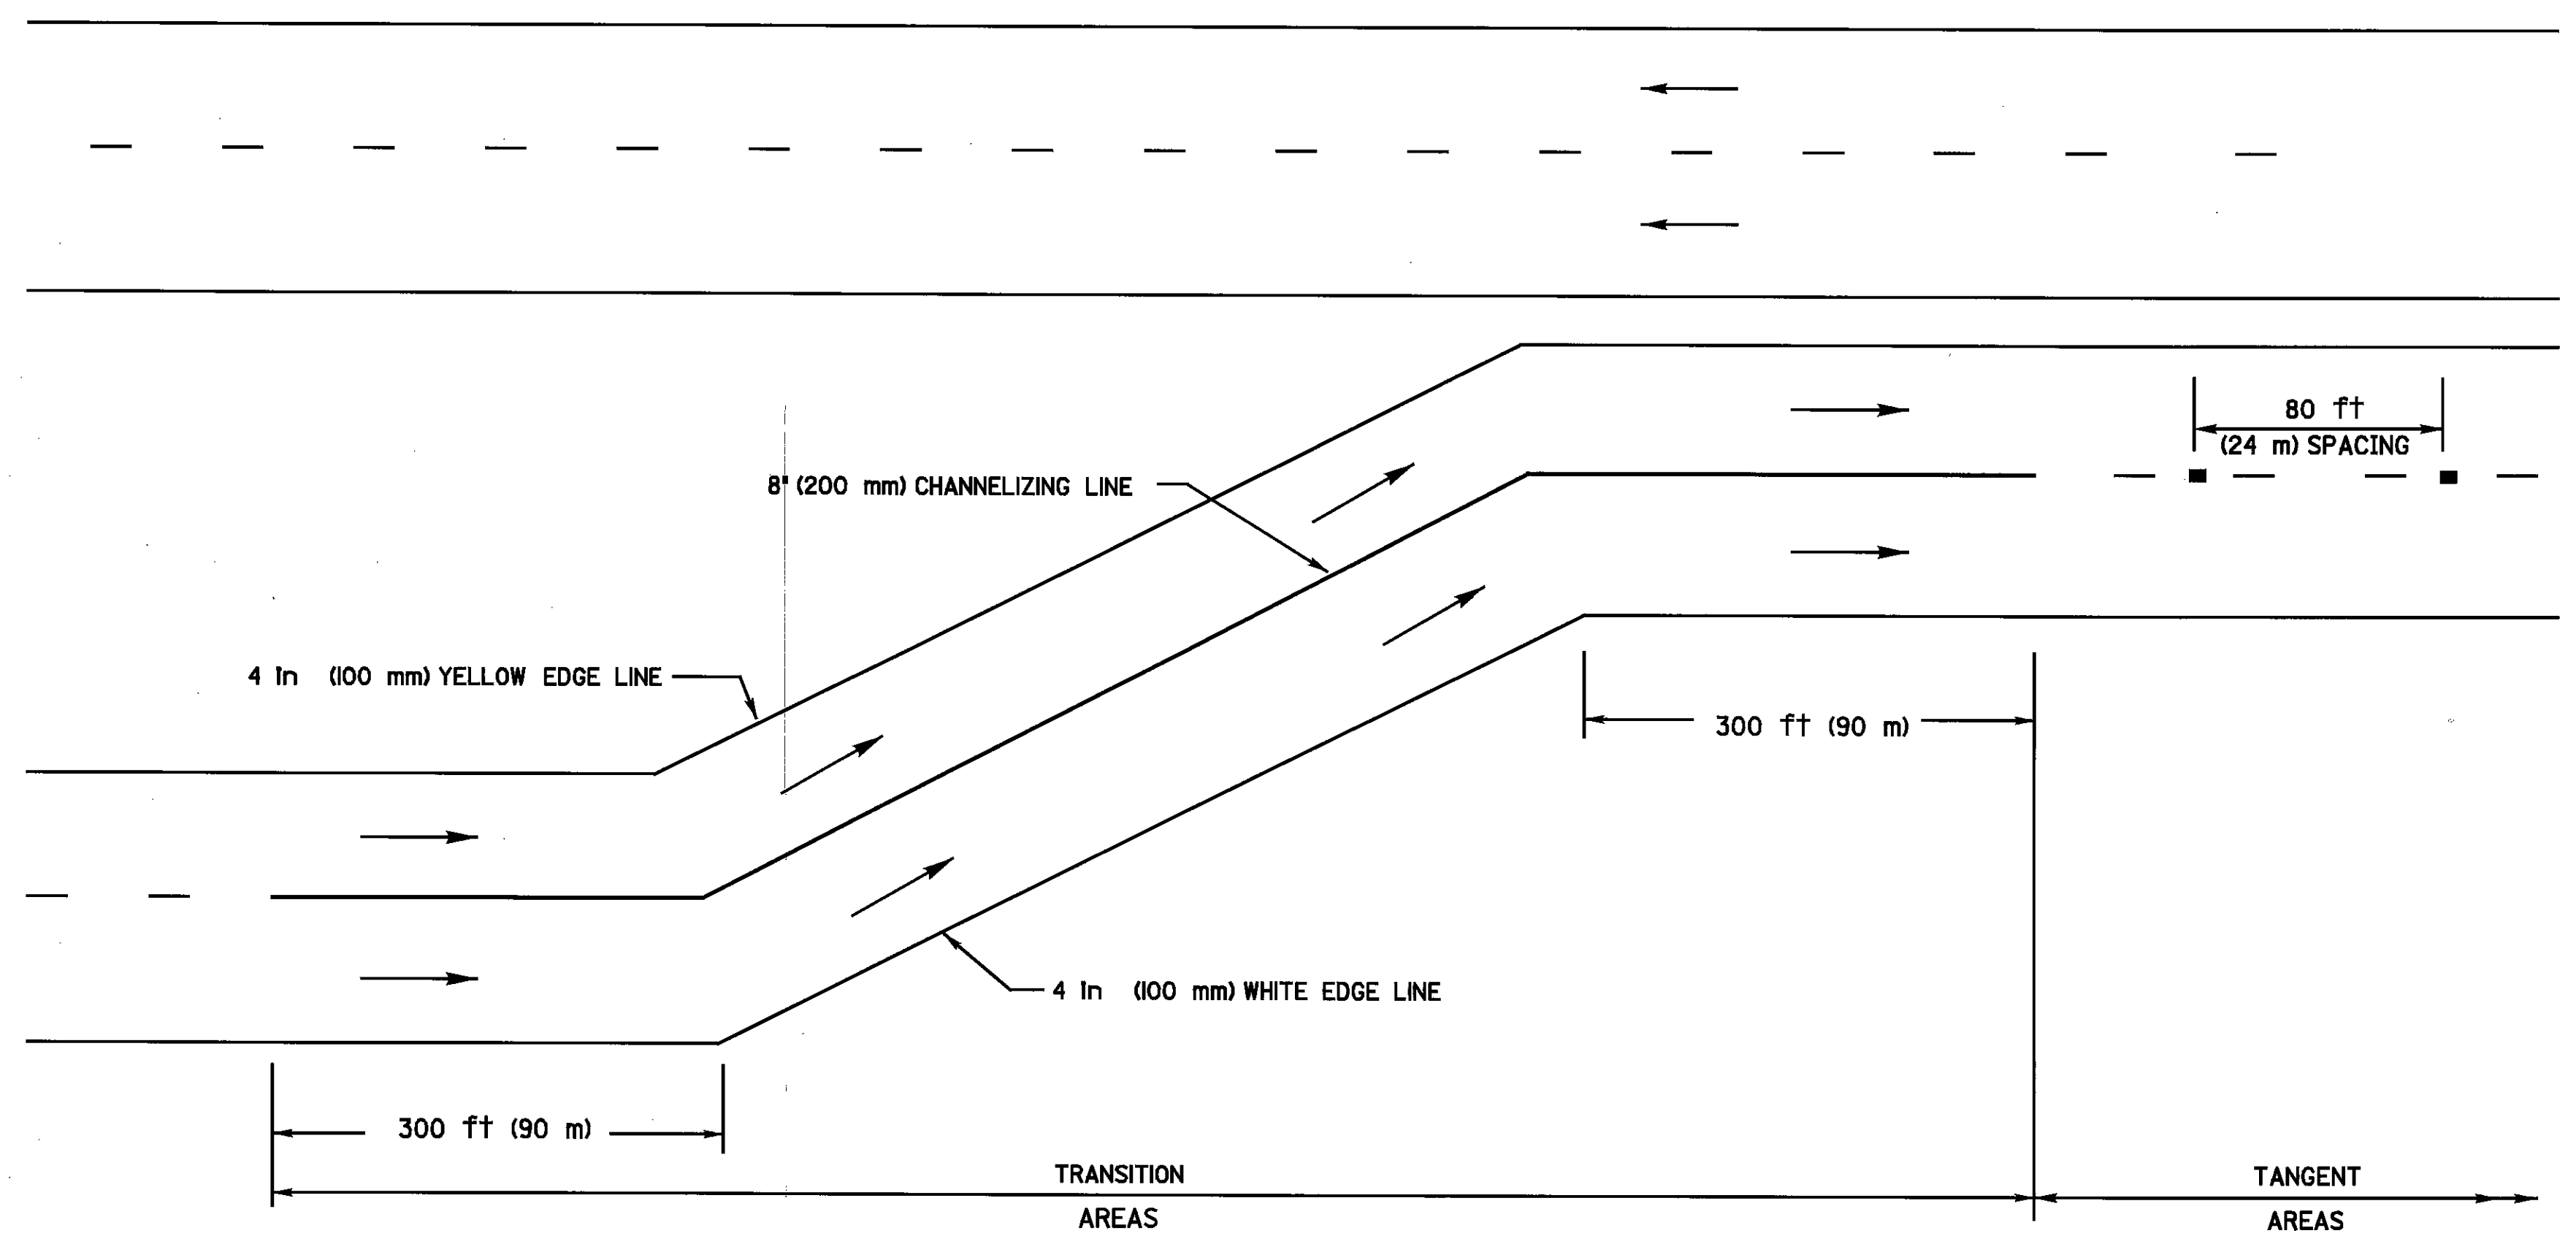 80 ft
(24 m) SPACING
8" (200 mm) CHANNELIZING LINE
4 in (100 mm) YELLOW EDGE LINE
300 ft (90 m)
4 in (100 mm) WHITE EDGE LINE
300 ft (90 m)
TRANSITION
AREAS
TANGENT
AREAS